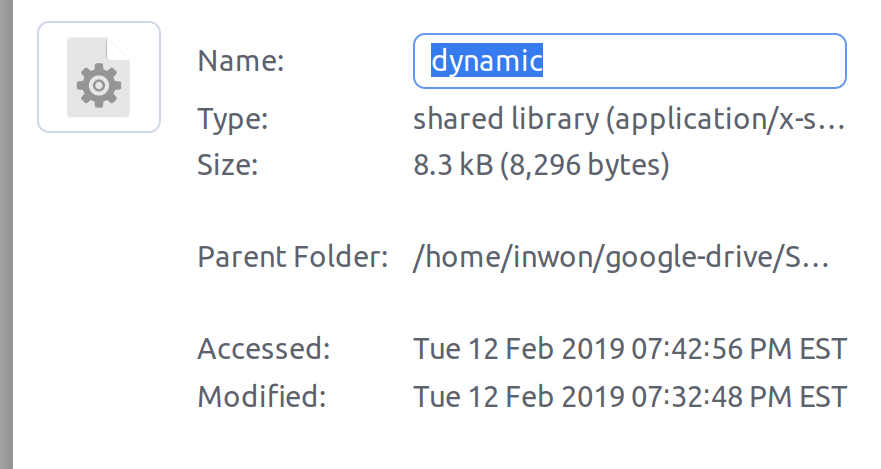 Name: dynamic
Type: shared library (application/x-s...
Size: 8.3 kB (8,296 bytes)
Parent Folder: /home/inwon/google-drive/S...
Accessed: Tue 12 Feb 2019 07:42:56 PM EST
Modified: Tue 12 Feb 2019 07:32:48 PM EST